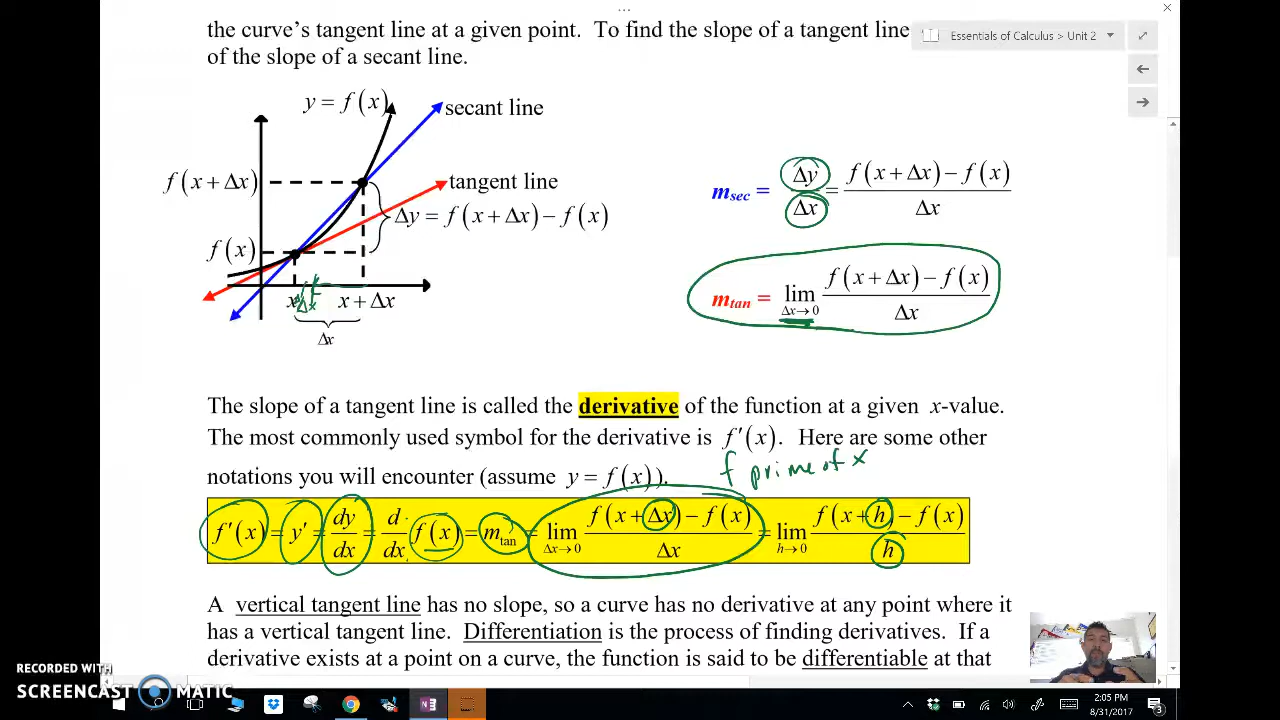 the curve's tangent line at a given point. To find the slope of a tangent line
of the slope of a secant line.
Essentials of Calculus > Unit 2
y = f(x)
secant line
f(x + Δx)
tangent line
Δy = f(x + Δx) − f(x)
f(x)
x
Δx
x + Δx
Δx
m_sec = Δy/Δx = (f(x + Δx) − f(x))/Δx
m_tan = lim_{Δx→0} (f(x + Δx) − f(x))/Δx
The slope of a tangent line is called the derivative of the function at a given x-value.
The most commonly used symbol for the derivative is f′(x). Here are some other
notations you will encounter (assume y = f(x)).
f prime of x
f′(x) = y′ = dy/dx = d/dx f(x) = m_tan = lim_{Δx→0} (f(x + Δx) − f(x))/Δx = lim_{h→0} (f(x + h) − f(x))/h
A vertical tangent line has no slope, so a curve has no derivative at any point where it
has a vertical tangent line. Differentiation is the process of finding derivatives. If a
derivative exists at a point on a curve, the function is said to be differentiable at that
RECORDED WITH
SCREENCAST MATIC
2:05 PM
8/31/2017
3